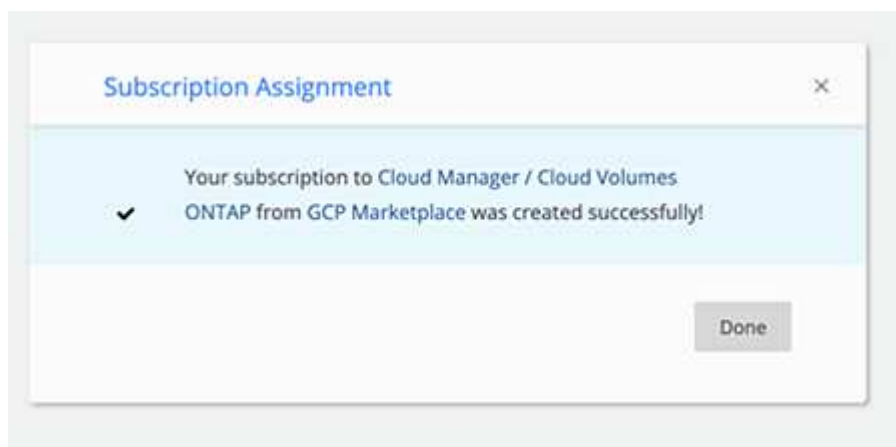 Subscription Assignment
Your subscription to Cloud Manager / Cloud Volumes
ONTAP from GCP Marketplace was created successfully!
Done